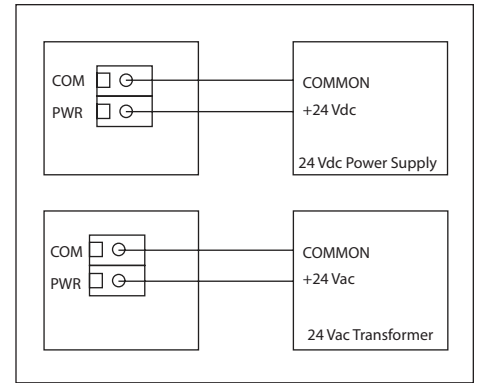 COM
COMMON
PWR
+24 Vdc
24 Vdc Power Supply
COM
COMMON
PWR
+24 Vac
24 Vac Transformer